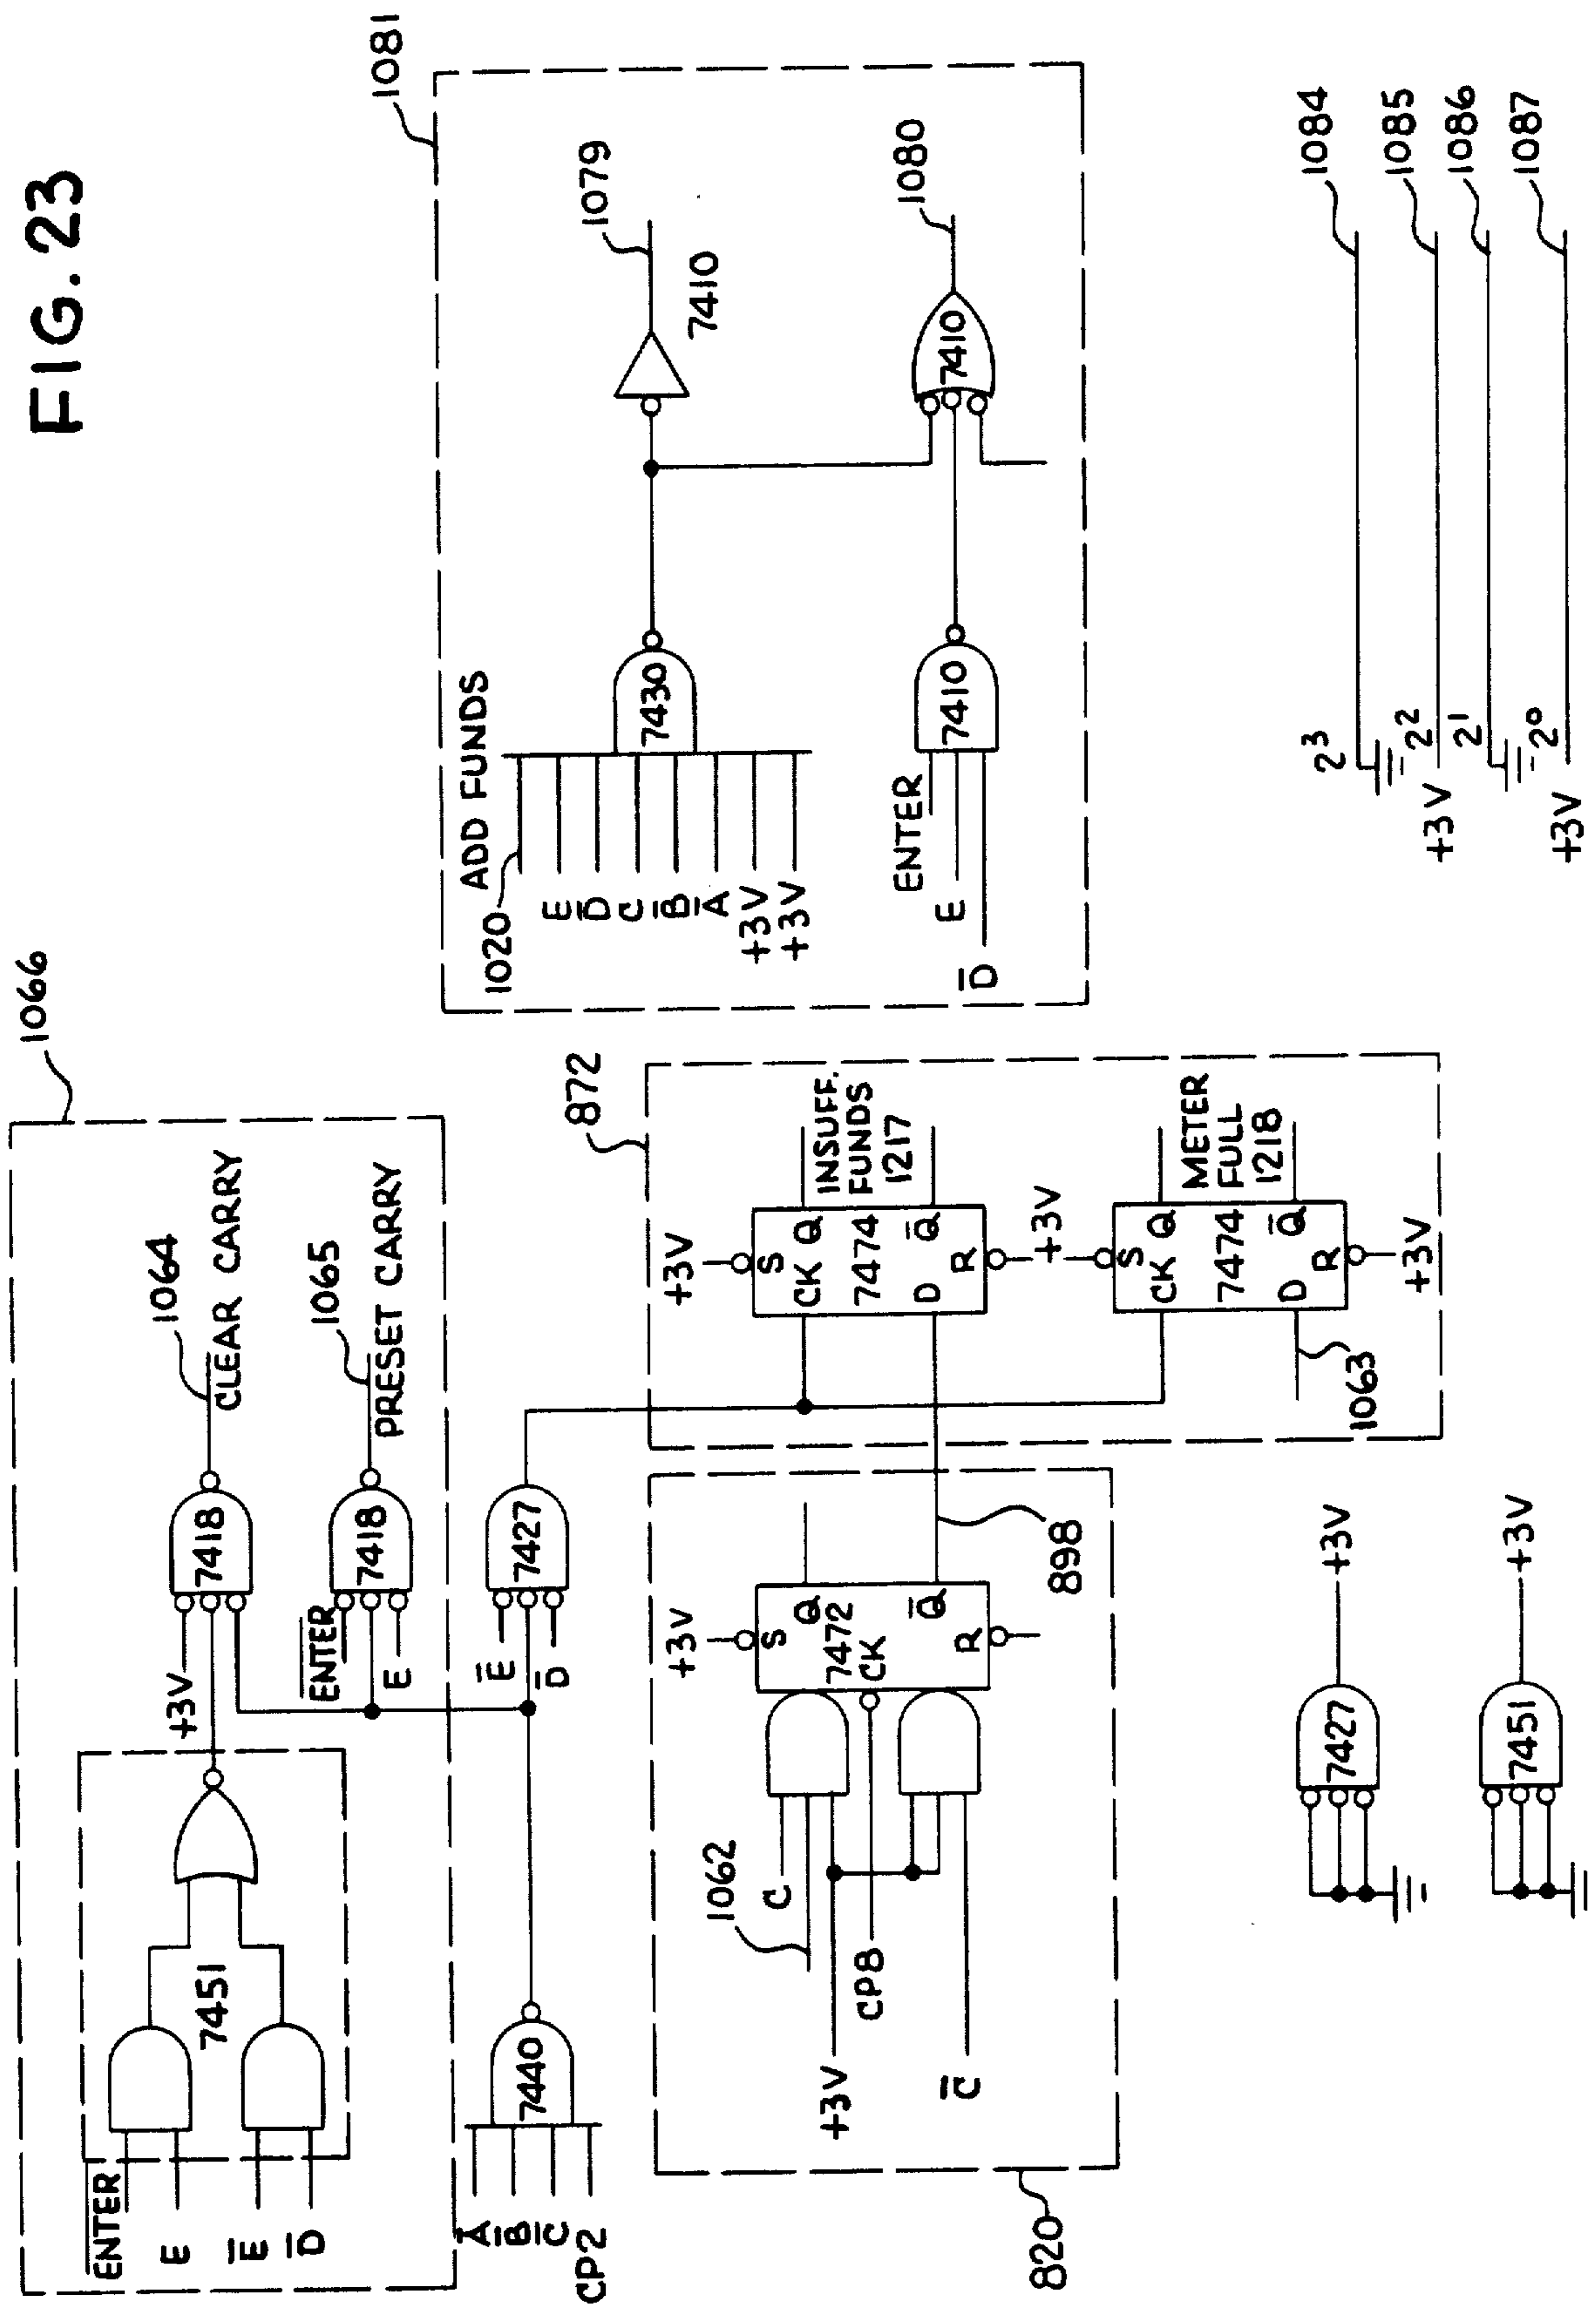 FIG. 23
1066
E̅N̅T̅E̅R̅
E
E̅
D̅
7451
+3V
7418
1064
CLEAR CARRY
E̅N̅T̅E̅R̅
E
7418
1065
PRESET CARRY
A̅
B̅
C̅
CP2
7440
E̅
D̅
7427
820
1062
C
+3V
CP8
C̅
+3V
S
Q
7472
CK
Q̅
R
898
872
+3V
S
CK Q
7474
D Q̅
R
INSUFF.
FUNDS
1217
+3V
S
CK Q
7474
D Q̅
R
+3V
METER
FULL
1218
1063
7427
+3V
7451
+3V
1081
ADD FUNDS
1020
E
D̅
C
B̅
A̅
+3V
+3V
7430
1079
7410
ENTER
E
D̅
7410
7410
1080
2³
1084
+3V
2²
1085
2¹
1086
+3V
2⁰
1087